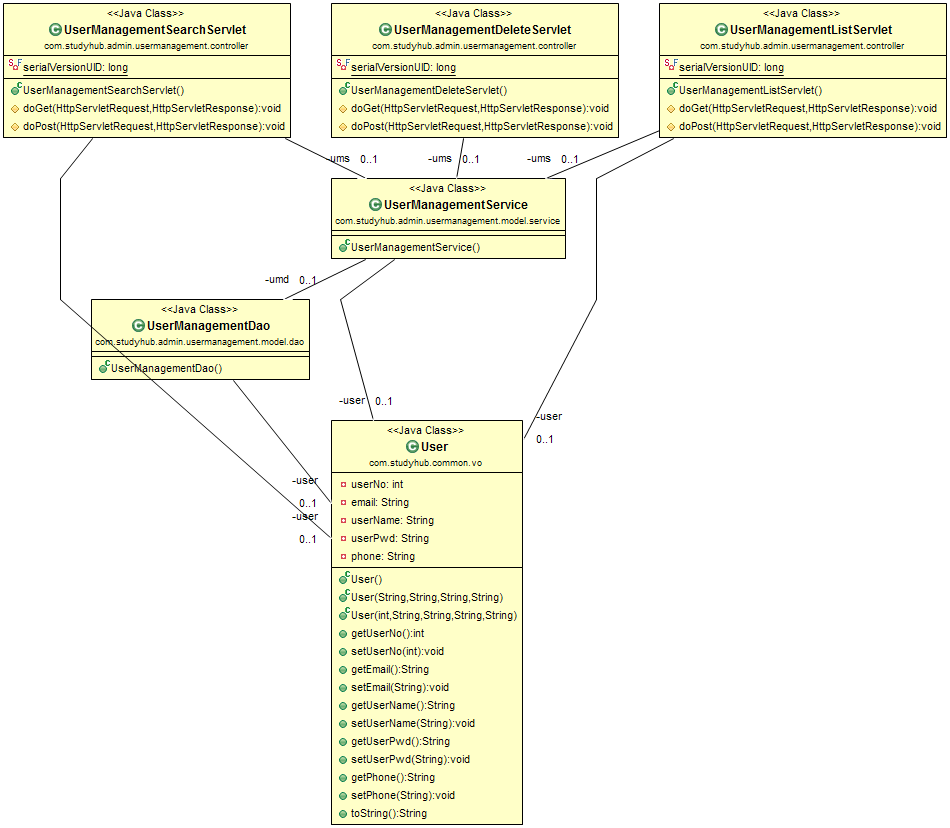 <<Java Class>>
UserManagementSearchServlet
com.studyhub.admin.usermanagement.controller
serialVersionUID: long
UserManagementSearchServlet()
doGet(HttpServletRequest,HttpServletResponse):void
doPost(HttpServletRequest,HttpServletResponse):void
<<Java Class>>
UserManagementDeleteServlet
com.studyhub.admin.usermanagement.controller
serialVersionUID: long
UserManagementDeleteServlet()
doGet(HttpServletRequest,HttpServletResponse):void
doPost(HttpServletRequest,HttpServletResponse):void
<<Java Class>>
UserManagementListServlet
com.studyhub.admin.usermanagement.controller
serialVersionUID: long
UserManagementListServlet()
doGet(HttpServletRequest,HttpServletResponse):void
doPost(HttpServletRequest,HttpServletResponse):void
-ums 0..1
-ums 0..1
-ums 0..1
<<Java Class>>
UserManagementService
com.studyhub.admin.usermanagement.model.service
UserManagementService()
-umd 0..1
<<Java Class>>
UserManagementDao
com.studyhub.admin.usermanagement.model.dao
UserManagementDao()
-user 0..1
-user
0..1
-user
0..1
-user
0..1
<<Java Class>>
User
com.studyhub.common.vo
userNo: int
email: String
userName: String
userPwd: String
phone: String
User()
User(String,String,String,String)
User(int,String,String,String,String)
getUserNo():int
setUserNo(int):void
getEmail():String
setEmail(String):void
getUserName():String
setUserName(String):void
getUserPwd():String
setUserPwd(String):void
getPhone():String
setPhone(String):void
toString():String